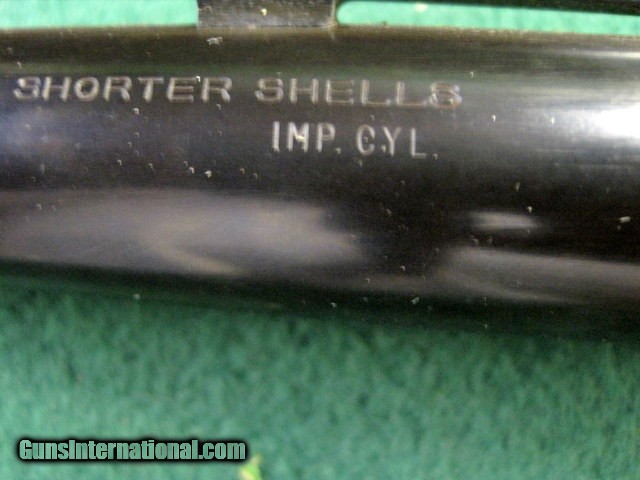 SHORTER SHELLS
IMP. CYL.
GunsInternational.com